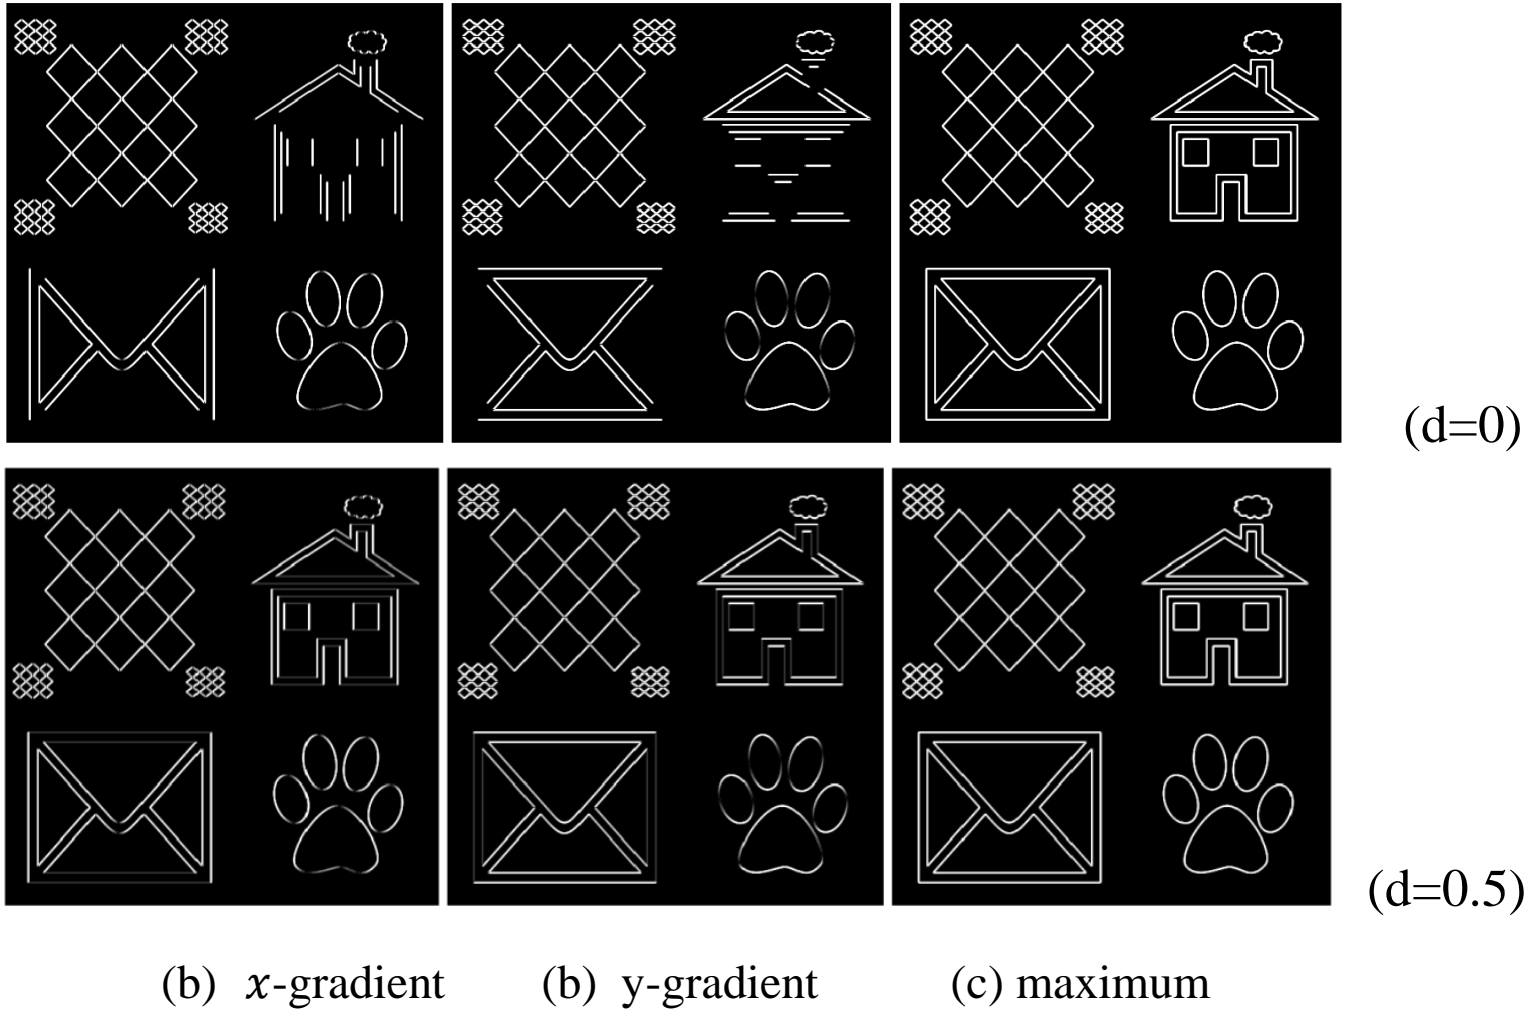 (d=0)
(d=0.5)
(b) x-gradient (b) y-gradient (c) maximum